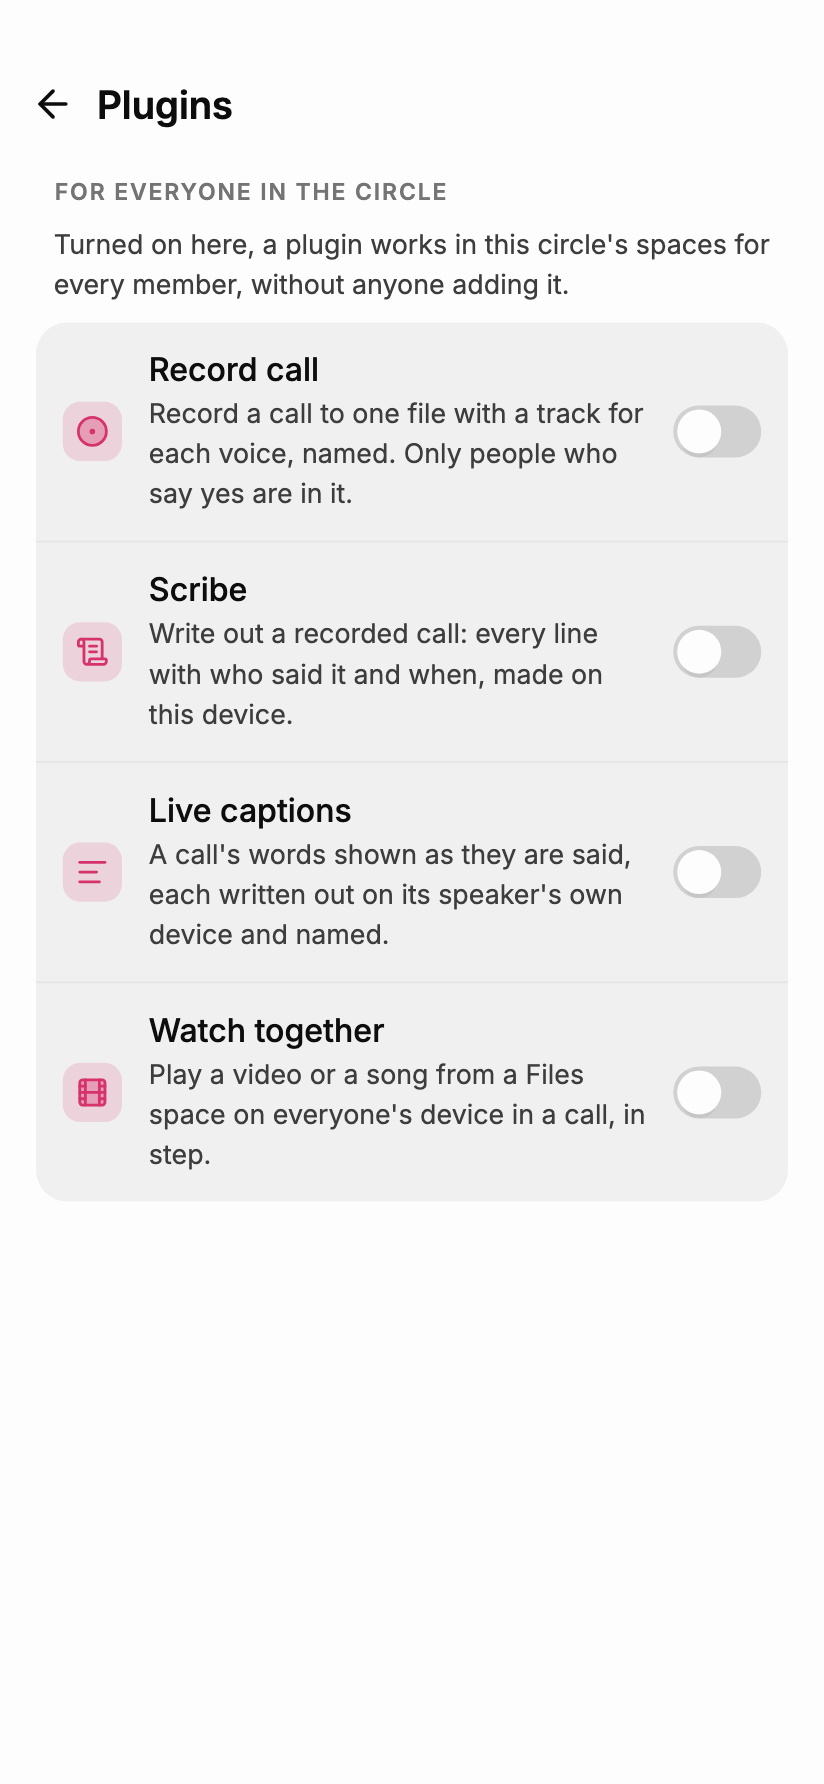 Plugins
FOR EVERYONE IN THE CIRCLE
Turned on here, a plugin works in this circle's spaces for
every member, without anyone adding it.
Record call
Record a call to one file with a track for
each voice, named. Only people who
say yes are in it.
Scribe
Write out a recorded call: every line
with who said it and when, made on
this device.
Live captions
A call's words shown as they are said,
each written out on its speaker's own
device and named.
Watch together
Play a video or a song from a Files
space on everyone's device in a call, in
step.